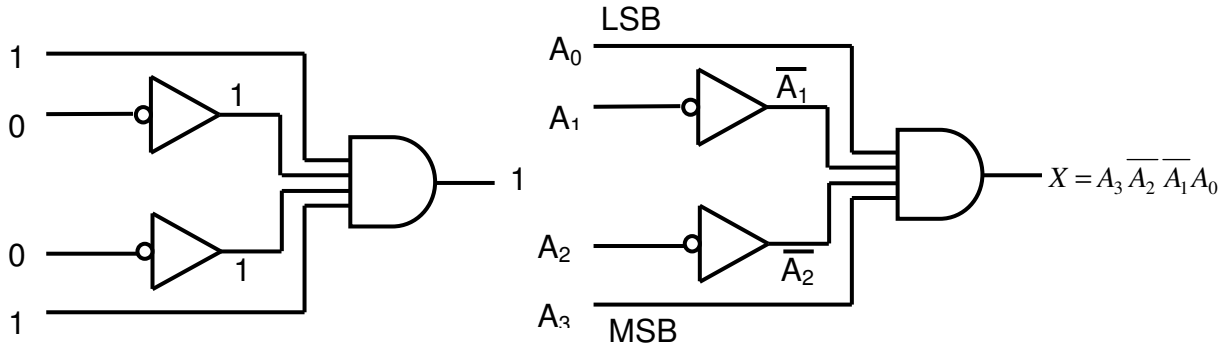 1
0
1
1
0
1
1
LSB
A₀
A̅₁
A₁
X = A₃ A̅₂ A̅₁ A₀
A₂
A̅₂
A₃
MSB